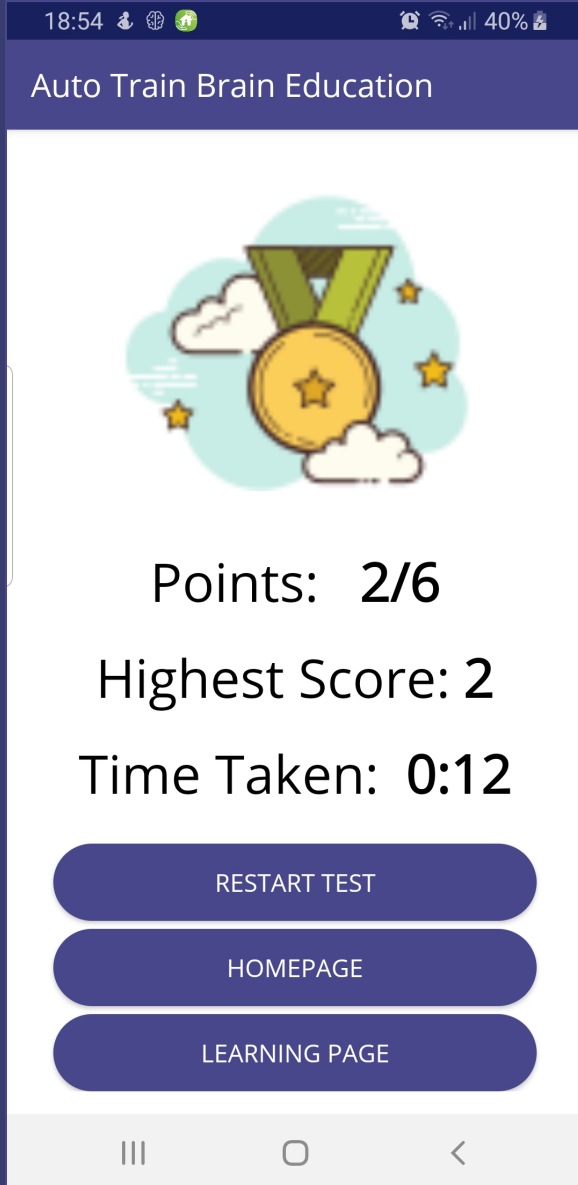 18:54 40%
Auto Train Brain Education
Points: 2/6
Highest Score: 2
Time Taken: 0:12
RESTART TEST
HOMEPAGE
LEARNING PAGE